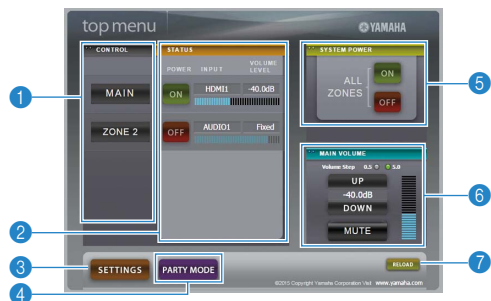 top menu
YAMAHA
CONTROL
MAIN
ZONE 2
STATUS
POWER INPUT VOLUME LEVEL
ON HDMI1 -40.0dB
OFF AUDIO1 Fixed
SYSTEM POWER
ALL ZONES
ON
OFF
MAIN VOLUME
Volume Step 0.5 5.0
UP
-40.0dB
DOWN
MUTE
SETTINGS
PARTY MODE
RELOAD
©2015 Copyright Yamaha Corporation Ver. www.yamaha.com
1
2
3
4
5
6
7